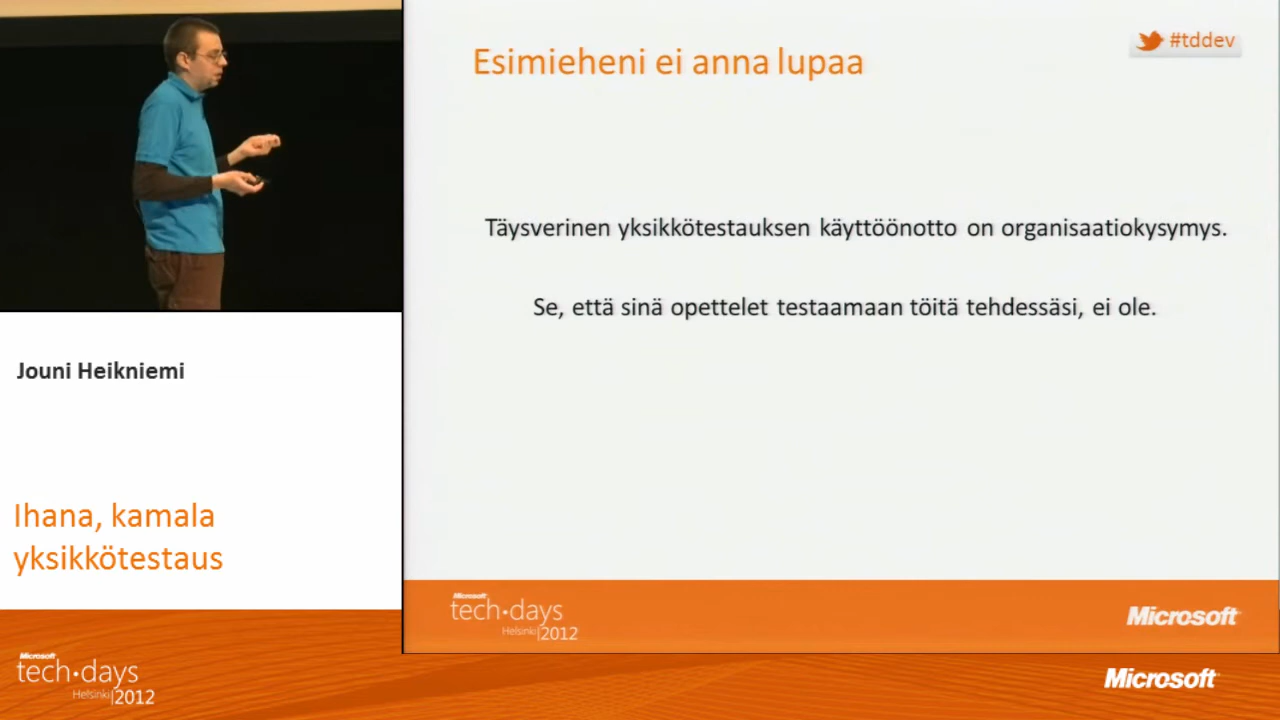 Esimieheni ei anna lupaa
#tddev
Täysverinen yksikkötestauksen käyttöönotto on organisaatiokysymys.
Se, että sinä opettelet testaamaan töitä tehdessäsi, ei ole.
Jouni Heikniemi
Ihana, kamala
yksikkötestaus
Microsoft
tech·days
Helsinki|2012
Microsoft
Microsoft
tech·days
Helsinki|2012
Microsoft